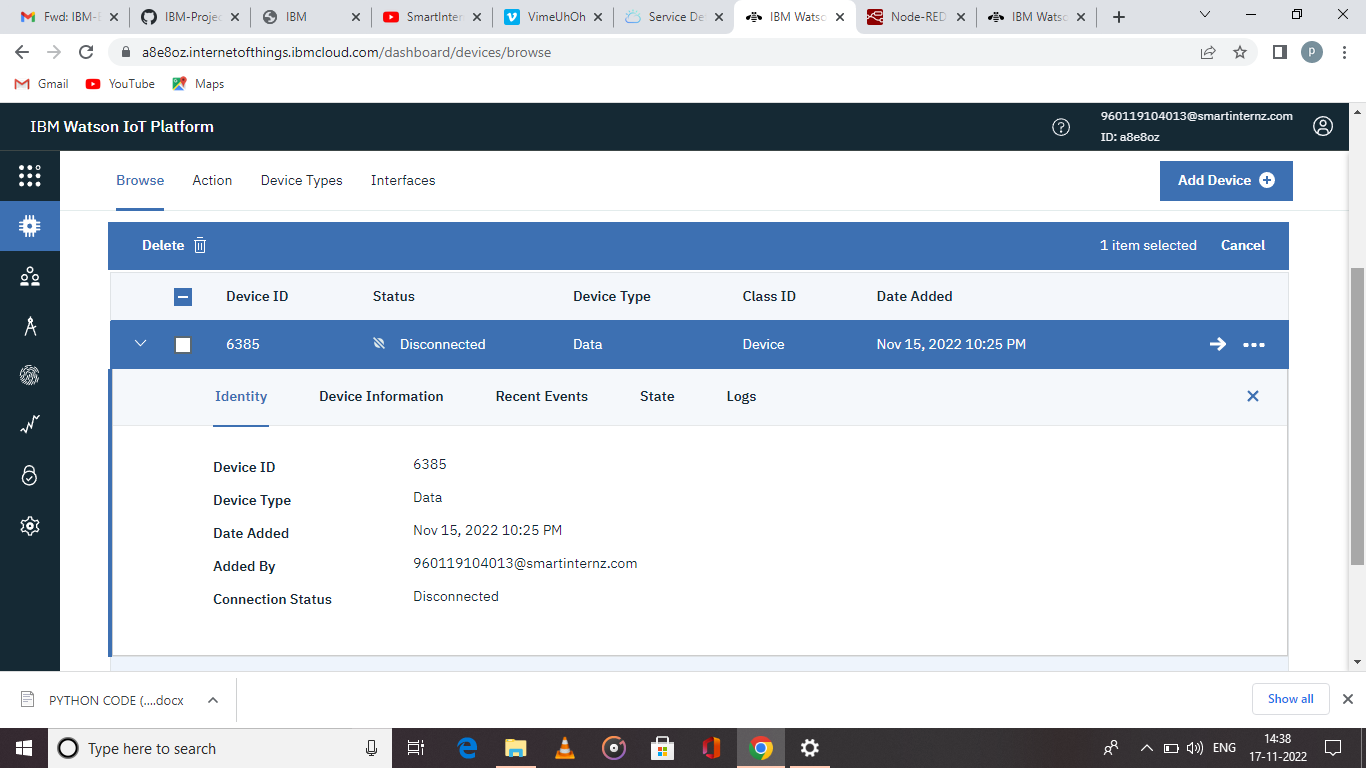 Fwd: IBM-
IBM-Projec
IBM
SmartInter
VimeUhOh
Service De
IBM Watso
Node-RED
IBM Watso
a8e8oz.internetofthings.ibmcloud.com/dashboard/devices/browse
P
Gmail
YouTube
Maps
IBM Watson IoT Platform
960119104013@smartinternz.com
ID: a8e8oz
Browse
Action
Device Types
Interfaces
Add Device
Delete
1 item selected
Cancel
Device ID
Status
Device Type
Class ID
Date Added
6385
Disconnected
Data
Device
Nov 15, 2022 10:25 PM
Identity
Device Information
Recent Events
State
Logs
Device ID
6385
Device Type
Data
Date Added
Nov 15, 2022 10:25 PM
Added By
960119104013@smartinternz.com
Connection Status
Disconnected
PYTHON CODE (....docx
Show all
Type here to search
ENG
14:38
17-11-2022